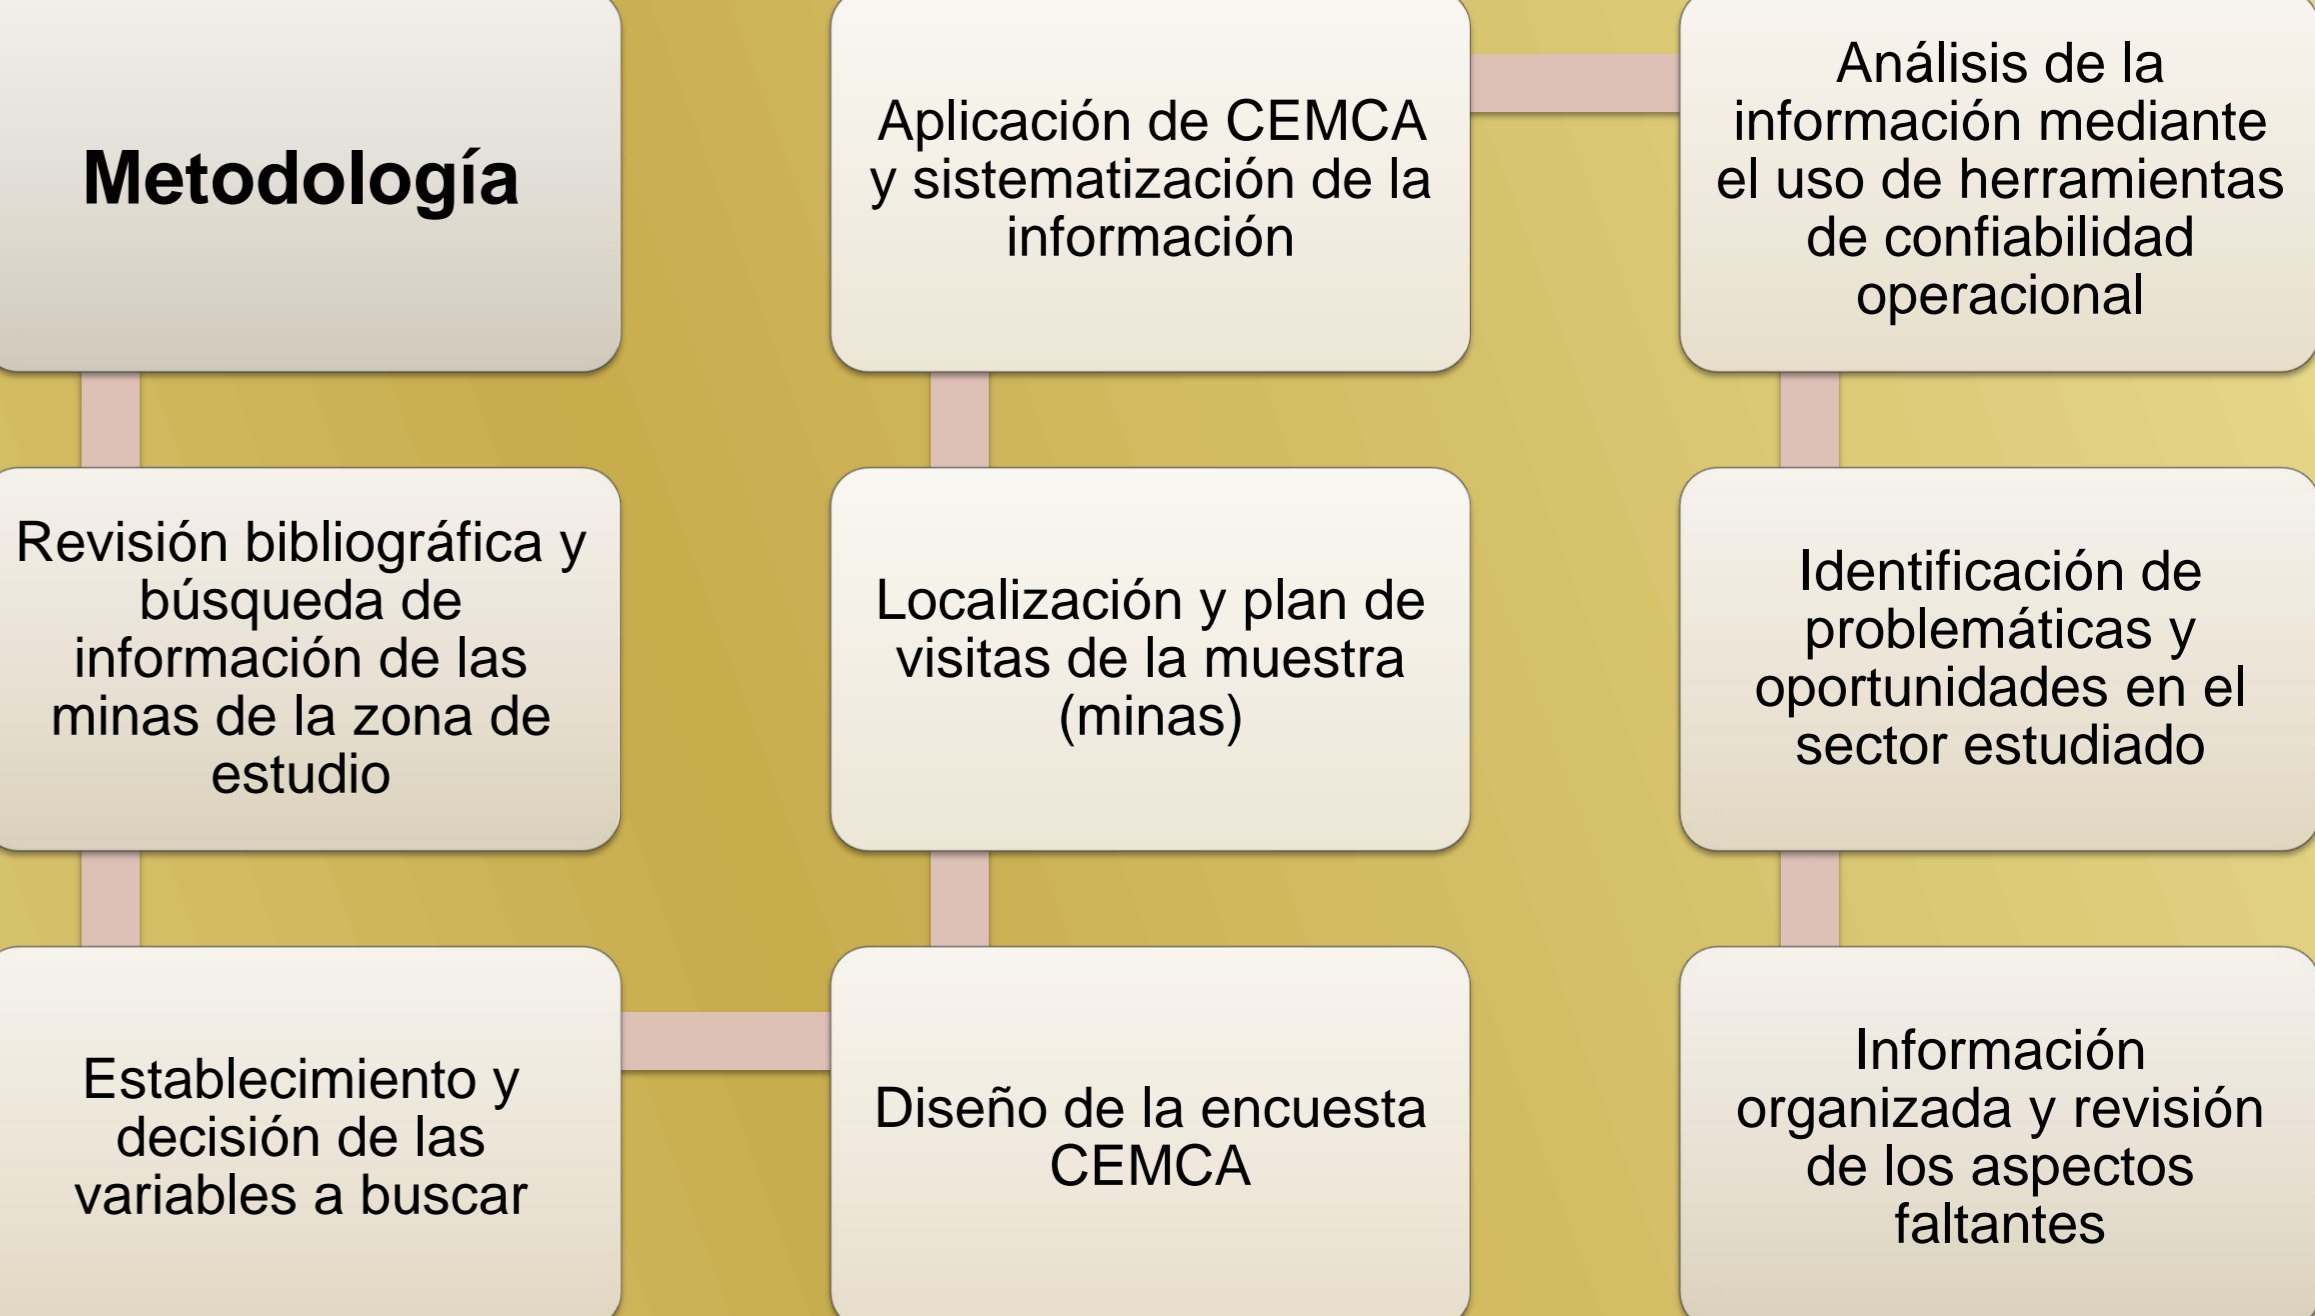 Metodología
Revisión bibliográfica y
búsqueda de
información de las
minas de la zona de
estudio
Establecimiento y
decisión de las
variables a buscar
Diseño de la encuesta
CEMCA
Localización y plan de
visitas de la muestra
(minas)
Aplicación de CEMCA
y sistematización de la
información
Análisis de la
información mediante
el uso de herramientas
de confiabilidad
operacional
Identificación de
problemáticas y
oportunidades en el
sector estudiado
Información
organizada y revisión
de los aspectos
faltantes